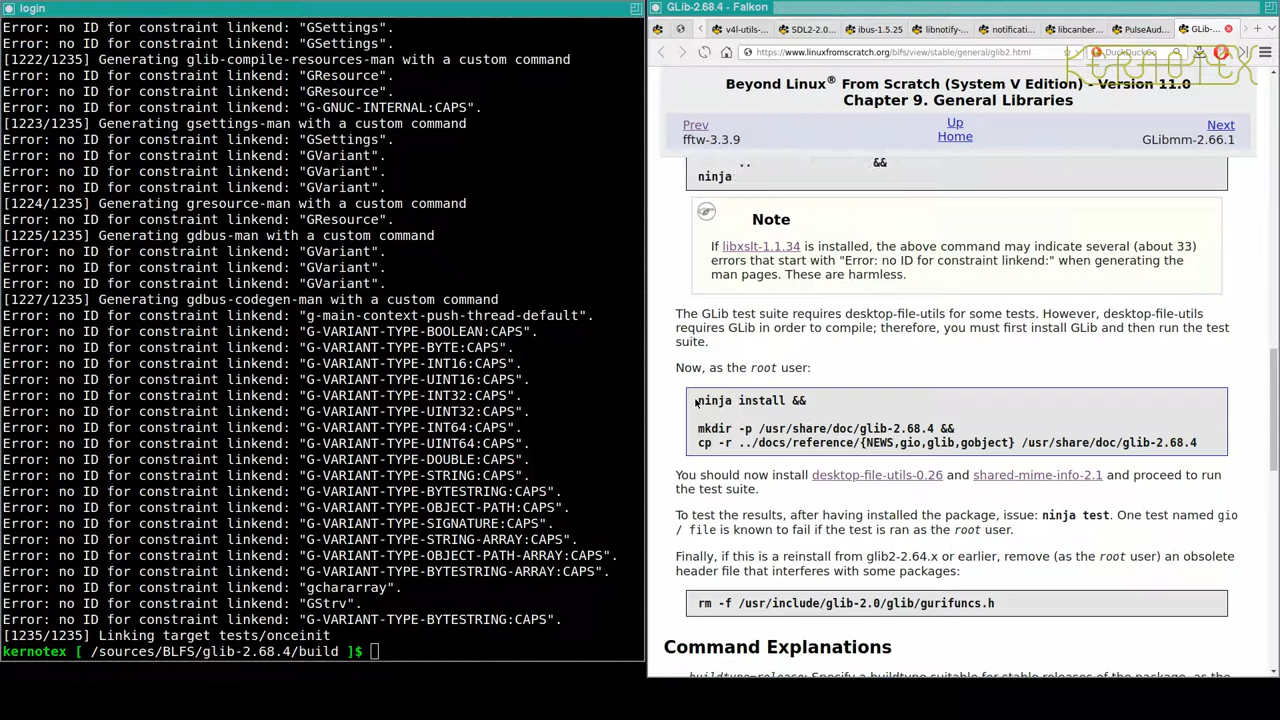 login
Error: no ID for constraint linkend: "GSettings".
Error: no ID for constraint linkend: "GSettings".
[1222/1235] Generating glib-compile-resources-man with a custom command
Error: no ID for constraint linkend: "GResource".
Error: no ID for constraint linkend: "GResource".
Error: no ID for constraint linkend: "G-GNUC-INTERNAL:CAPS".
[1223/1235] Generating gsettings-man with a custom command
Error: no ID for constraint linkend: "GSettings".
Error: no ID for constraint linkend: "GVariant".
Error: no ID for constraint linkend: "GVariant".
Error: no ID for constraint linkend: "GVariant".
[1224/1235] Generating gresource-man with a custom command
Error: no ID for constraint linkend: "GResource".
[1225/1235] Generating gdbus-man with a custom command
Error: no ID for constraint linkend: "GVariant".
Error: no ID for constraint linkend: "GVariant".
Error: no ID for constraint linkend: "GVariant".
[1227/1235] Generating gdbus-codegen-man with a custom command
Error: no ID for constraint linkend: "g-main-context-push-thread-default".
Error: no ID for constraint linkend: "G-VARIANT-TYPE-BOOLEAN:CAPS".
Error: no ID for constraint linkend: "G-VARIANT-TYPE-BYTE:CAPS".
Error: no ID for constraint linkend: "G-VARIANT-TYPE-INT16:CAPS".
Error: no ID for constraint linkend: "G-VARIANT-TYPE-UINT16:CAPS".
Error: no ID for constraint linkend: "G-VARIANT-TYPE-INT32:CAPS".
Error: no ID for constraint linkend: "G-VARIANT-TYPE-UINT32:CAPS".
Error: no ID for constraint linkend: "G-VARIANT-TYPE-INT64:CAPS".
Error: no ID for constraint linkend: "G-VARIANT-TYPE-UINT64:CAPS".
Error: no ID for constraint linkend: "G-VARIANT-TYPE-DOUBLE:CAPS".
Error: no ID for constraint linkend: "G-VARIANT-TYPE-STRING:CAPS".
Error: no ID for constraint linkend: "G-VARIANT-TYPE-BYTESTRING:CAPS".
Error: no ID for constraint linkend: "G-VARIANT-TYPE-OBJECT-PATH:CAPS".
Error: no ID for constraint linkend: "G-VARIANT-TYPE-SIGNATURE:CAPS".
Error: no ID for constraint linkend: "G-VARIANT-TYPE-STRING-ARRAY:CAPS".
Error: no ID for constraint linkend: "G-VARIANT-TYPE-OBJECT-PATH-ARRAY:CAPS".
Error: no ID for constraint linkend: "G-VARIANT-TYPE-BYTESTRING-ARRAY:CAPS".
Error: no ID for constraint linkend: "gchararray".
Error: no ID for constraint linkend: "GStrv".
Error: no ID for constraint linkend: "G-VARIANT-TYPE-BYTESTRING:CAPS".
[1235/1235] Linking target tests/onceinit
kernotex [ /sources/BLFS/glib-2.68.4/build ]$
GLib-2.68.4 - Falkon
v4l-utils- SDL2-2.0... ibus-1.5.25 libnotify-... notificati... libcanber... PulseAud... GLib-...
https://www.linuxfromscratch.org/blfs/view/stable/general/glib2.html DuckDuckGo
KERNOTEX
Beyond Linux® From Scratch (System V Edition) - Version 11.0
Chapter 9. General Libraries
Prev Up Next
fftw-3.3.9 Home GLibmm-2.66.1
.. &&
ninja
Note
If libxslt-1.1.34 is installed, the above command may indicate several (about 33)
errors that start with "Error: no ID for constraint linkend:" when generating the
man pages. These are harmless.
The GLib test suite requires desktop-file-utils for some tests. However, desktop-file-utils
requires GLib in order to compile; therefore, you must first install GLib and then run the test
suite.
Now, as the root user:
ninja install &&
mkdir -p /usr/share/doc/glib-2.68.4 &&
cp -r ../docs/reference/{NEWS,gio,glib,gobject} /usr/share/doc/glib-2.68.4
You should now install desktop-file-utils-0.26 and shared-mime-info-2.1 and proceed to run
the test suite.
To test the results, after having installed the package, issue: ninja test. One test named gio
/ file is known to fail if the test is ran as the root user.
Finally, if this is a reinstall from glib2-2.64.x or earlier, remove (as the root user) an obsolete
header file that interferes with some packages:
rm -f /usr/include/glib-2.0/glib/gurifuncs.h
Command Explanations
buildtype=release: Specify a buildtype suitable for stable releases of the package, as the